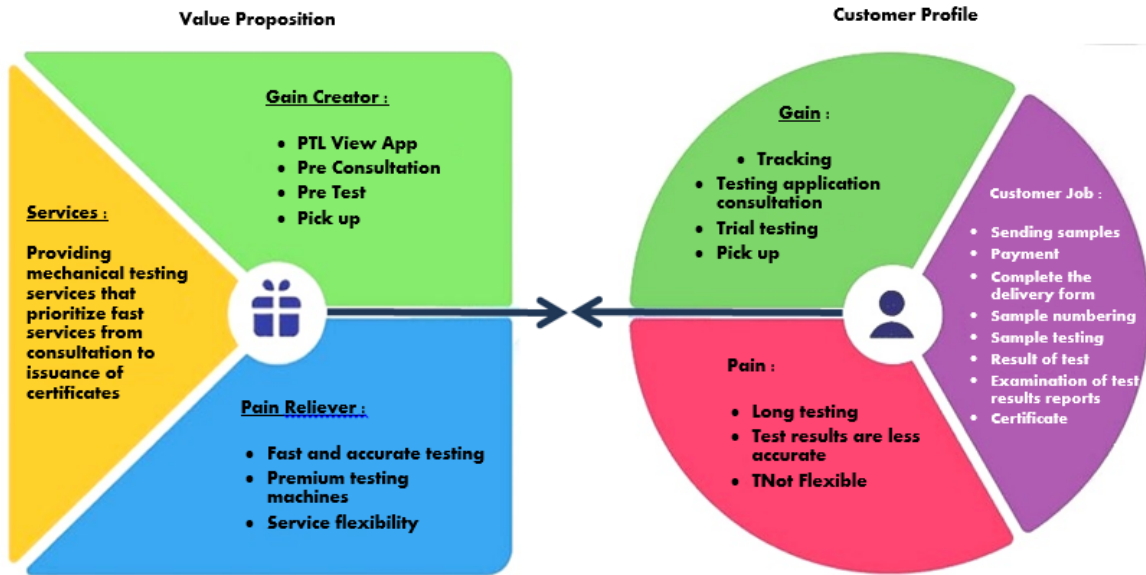 Value Proposition
Customer Profile
Gain Creator :
• PTL View App
• Pre Consultation
• Pre Test
• Pick up
Services :
Providing
mechanical testing
services that
prioritize fast
services from
consultation to
issuance of
certificates
Pain Reliever :
• Fast and accurate testing
• Premium testing
machines
• Service flexibility
Gain :
• Tracking
• Testing application
consultation
• Trial testing
• Pick up
Pain :
• Long testing
• Test results are less
accurate
• TNot Flexible
Customer Job :
• Sending samples
• Payment
• Complete the
delivery form
• Sample numbering
• Sample testing
• Result of test
• Examination of test
results reports
• Certificate